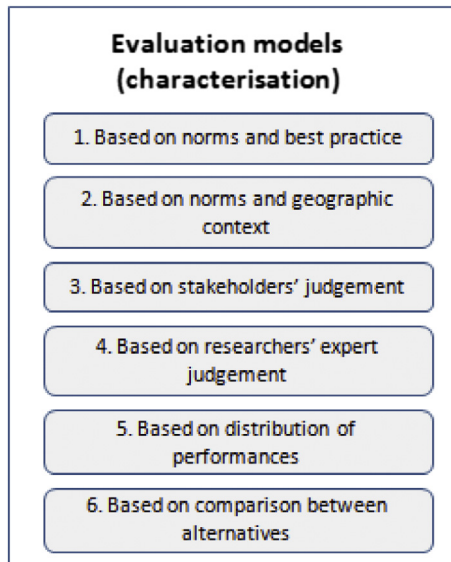 Evaluation models
(characterisation)
1. Based on norms and best practice
2. Based on norms and geographic
context
3. Based on stakeholders’ judgement
4. Based on researchers’ expert
judgement
5. Based on distribution of
performances
6. Based on comparison between
alternatives